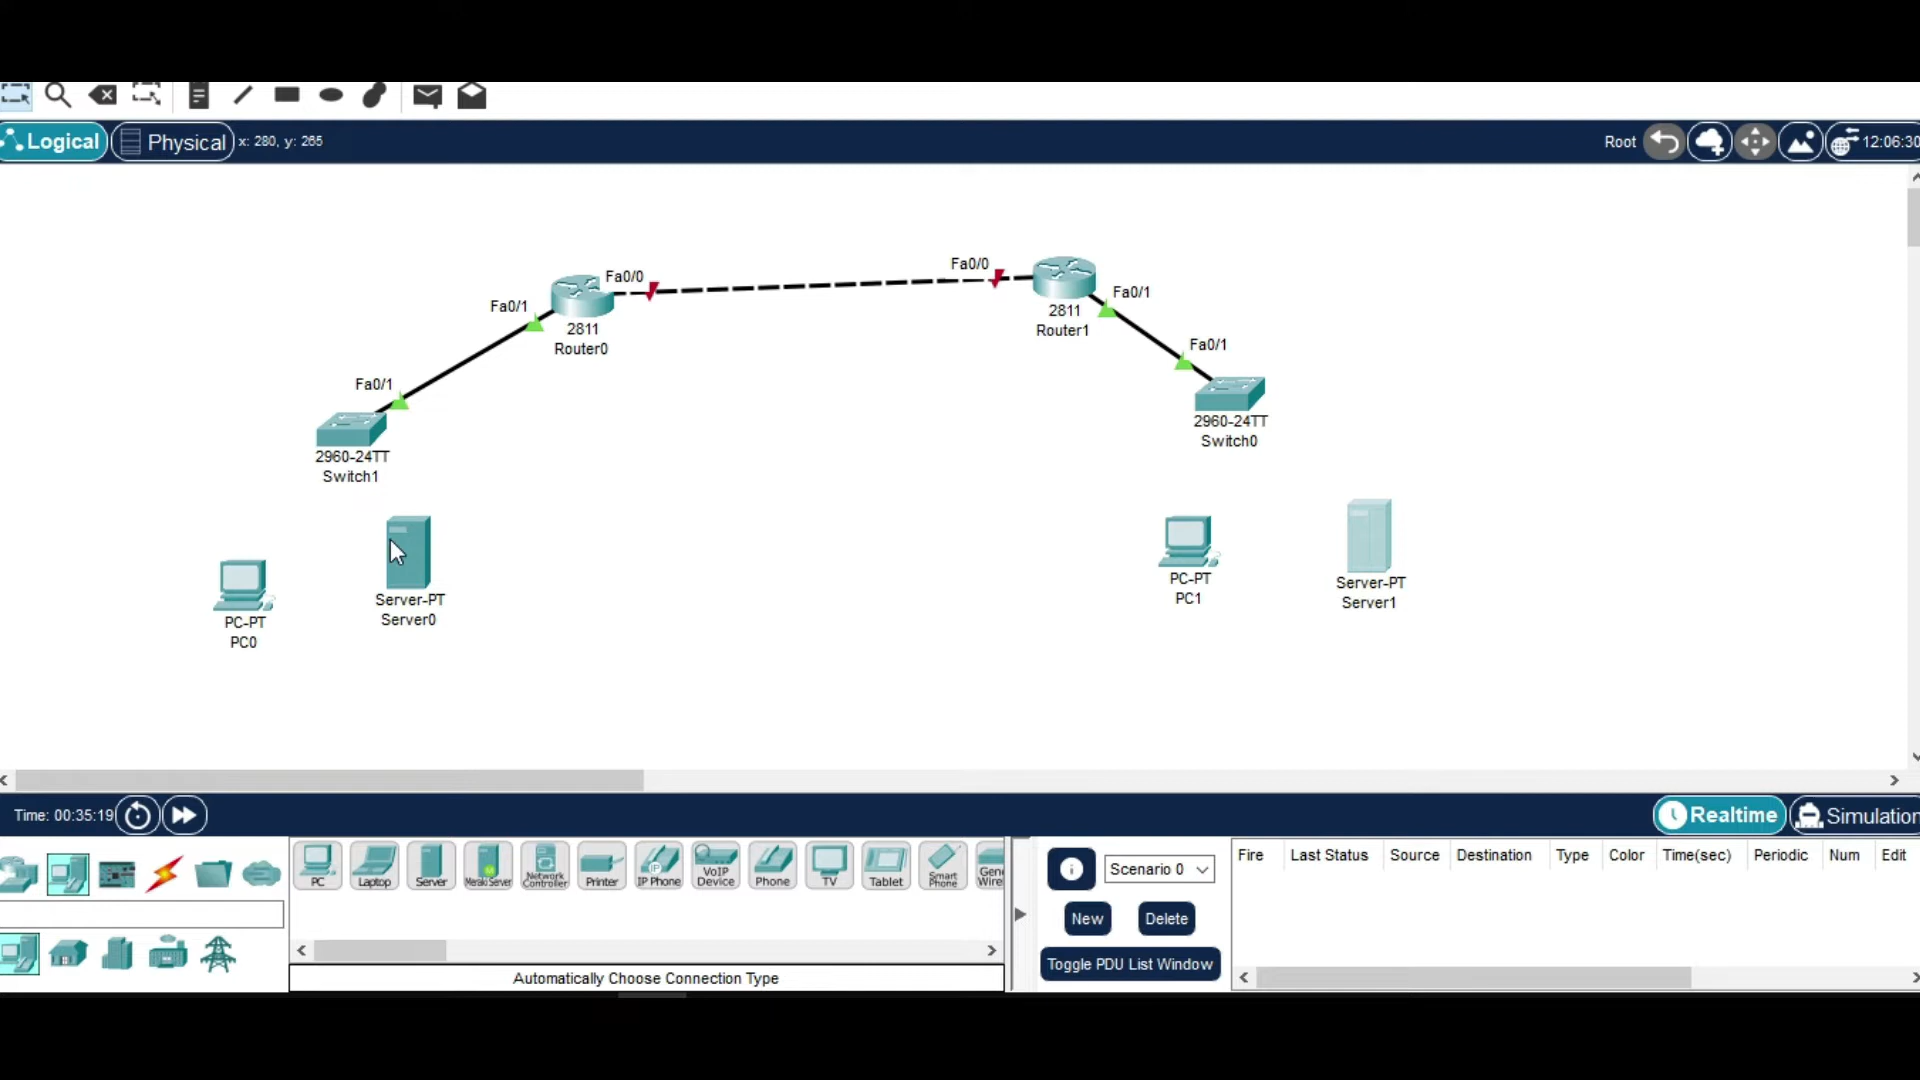 Logical
Physical
x: 280, y: 265
Root
12:06:30
Fa0/0
Fa0/0
Fa0/1
Fa0/1
2811
Router0
2811
Router1
Fa0/1
Fa0/1
2960-24TT
Switch1
2960-24TT
Switch0
Server-PT
Server0
PC-PT
PC0
PC-PT
PC1
Server-PT
Server1
Time: 00:35:19
Realtime
Simulation
PC
Laptop
Server
Meraki Server
Network Controller
Printer
IP Phone
VoIP Device
Phone
TV
Tablet
Smart Phone
Scenario 0
New
Delete
Toggle PDU List Window
Fire Last Status Source Destination Type Color Time(sec) Periodic Num Edit
Automatically Choose Connection Type